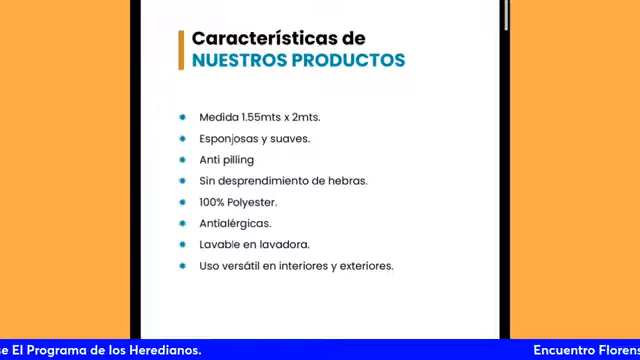 Características de
NUESTROS PRODUCTOS
Medida 1.55mts x 2mts.
Esponjosas y suaves.
Anti pilling
Sin desprendimiento de hebras.
100% Polyester.
Antialérgicas.
Lavable en lavadora.
Uso versátil en interiores y exteriores.
El Programa de los Heredianos. Encuentro